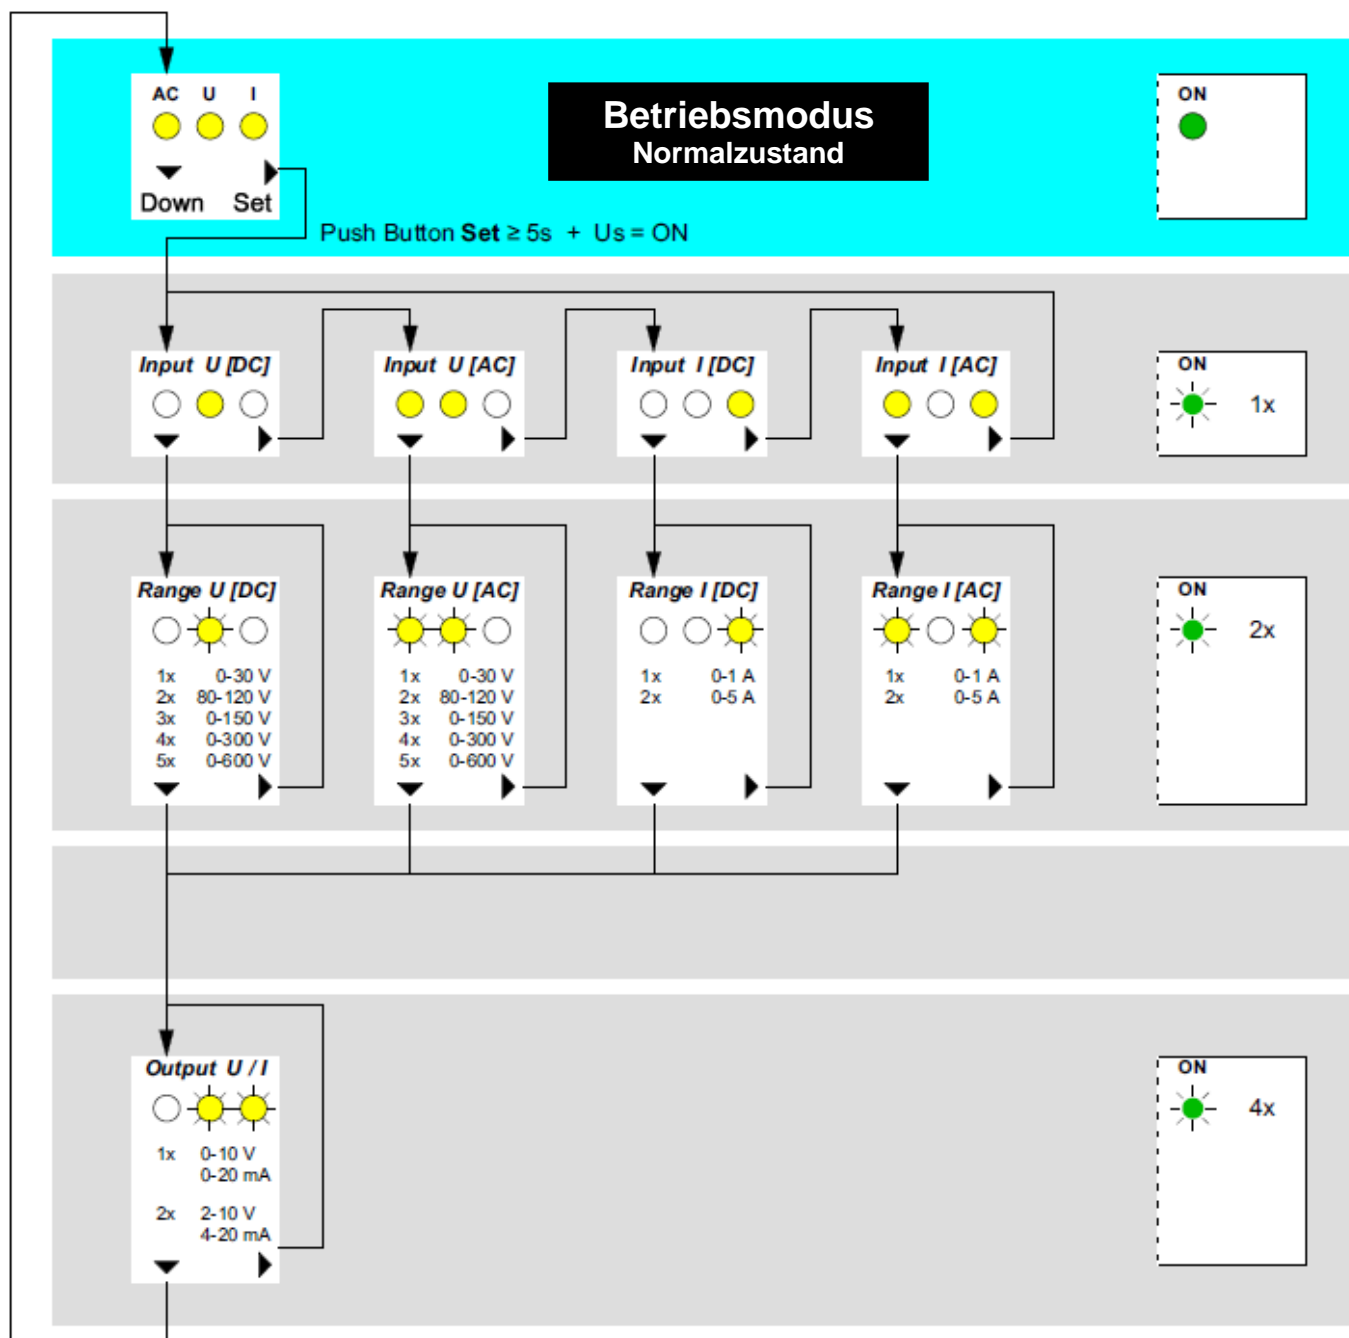 AC U I
Betriebsmodus
Normalzustand
ON
Down Set
Push Button Set ≥ 5s + Us = ON
Input U [DC]
Input U [AC]
Input I [DC]
Input I [AC]
ON
1x
Range U [DC]
1x 0-30 V
2x 80-120 V
3x 0-150 V
4x 0-300 V
5x 0-600 V
Range U [AC]
1x 0-30 V
2x 80-120 V
3x 0-150 V
4x 0-300 V
5x 0-600 V
Range I [DC]
1x 0-1 A
2x 0-5 A
Range I [AC]
1x 0-1 A
2x 0-5 A
ON
2x
Output U / I
1x 0-10 V
0-20 mA
2x 2-10 V
4-20 mA
ON
4x